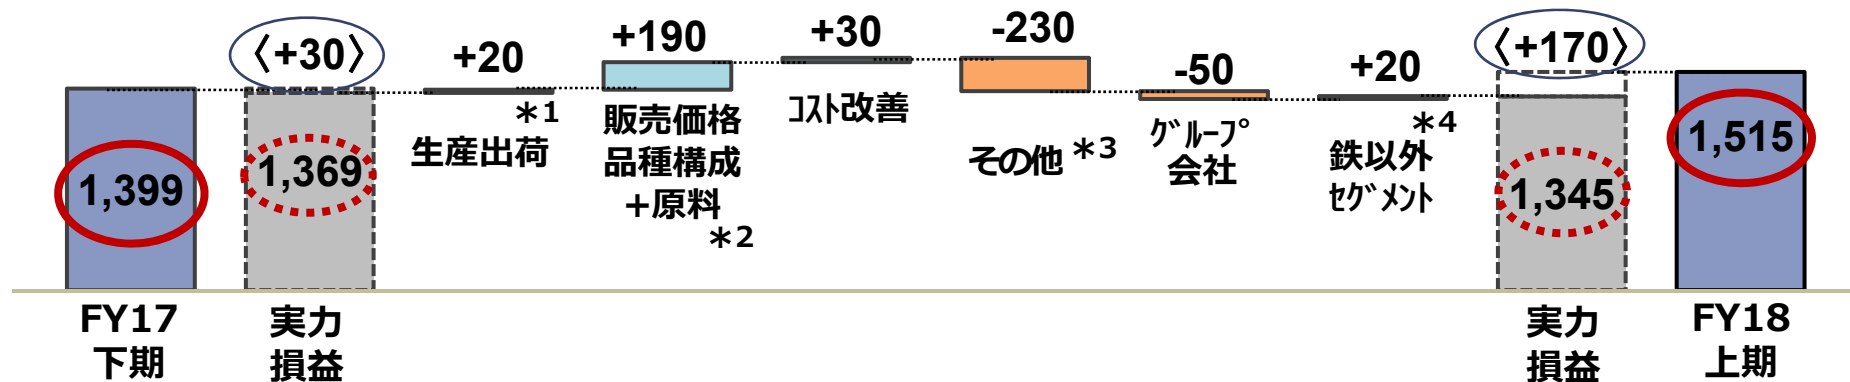 〈+30〉
+20
+190
+30
-230
-50
+20
〈+170〉
1,399
1,369
＊1
生産出荷
販売価格
品種構成
+原料
＊2
ｺｽﾄ改善
その他 ＊3
ｸﾞﾙｰﾌﾟ
会社
＊4
鉄以外
ｾｸﾞﾒﾝﾄ
1,345
1,515
FY17
下期
実力
損益
実力
損益
FY18
上期